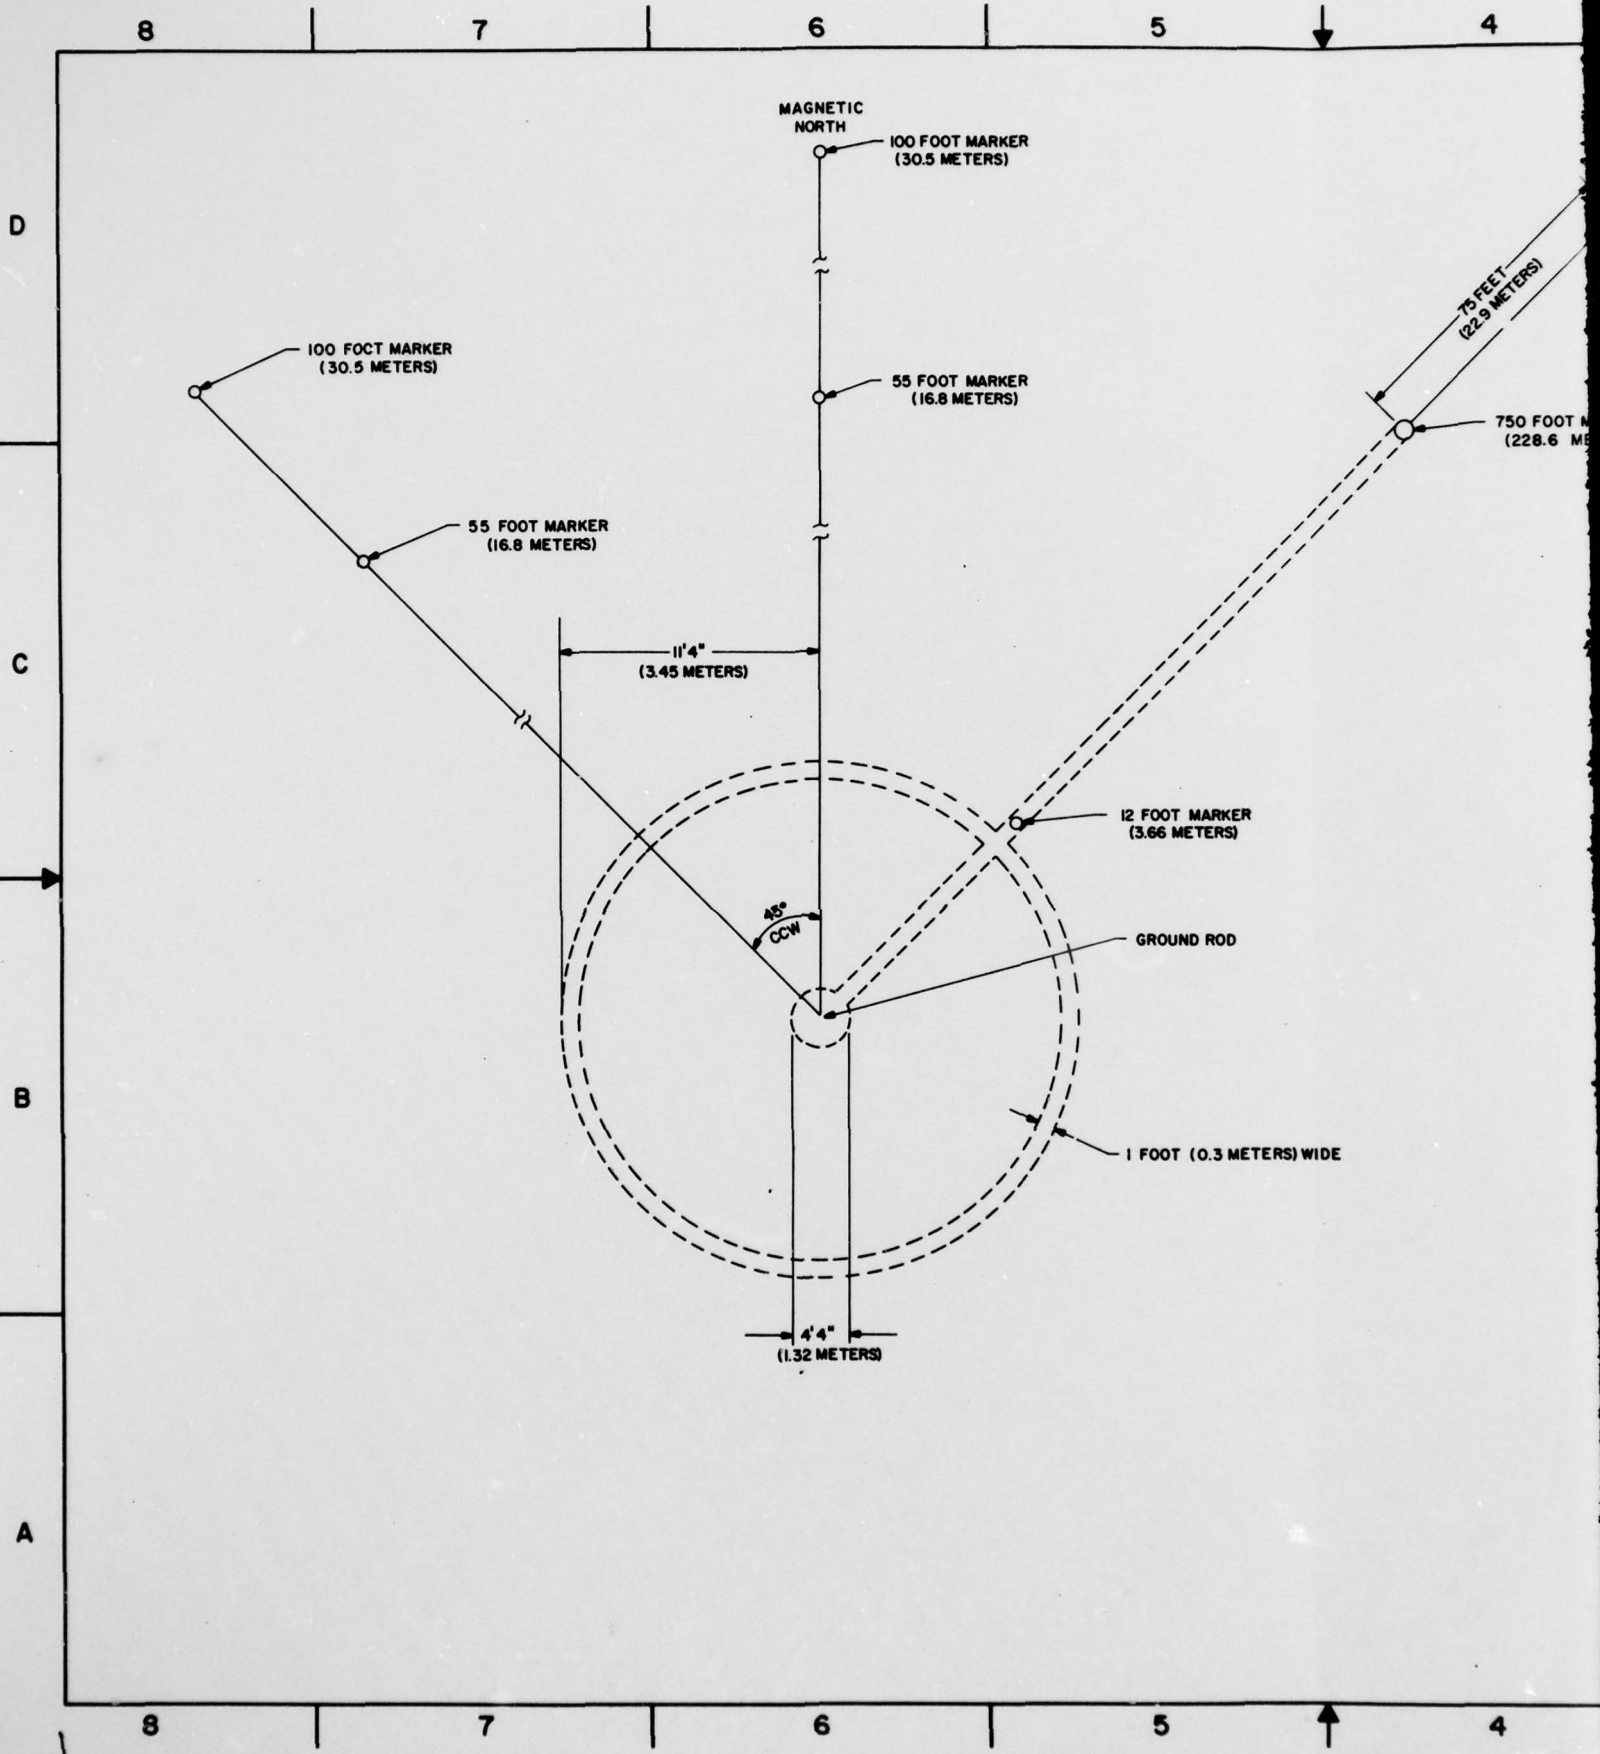 8 7 6 5 4
MAGNETIC
NORTH
100 FOOT MARKER
(30.5 METERS)
D
75 FEET
(22.9 METERS)
100 FOCT MARKER
(30.5 METERS)
55 FOOT MARKER
(16.8 METERS)
750 FOOT
(228.6
55 FOOT MARKER
(16.8 METERS)
C
11'4"
(3.45 METERS)
12 FOOT MARKER
(3.66 METERS)
45°
CCW
GROUND ROD
B
1 FOOT (0.3 METERS) WIDE
4'4"
(1.32 METERS)
A
8 7 6 5 4